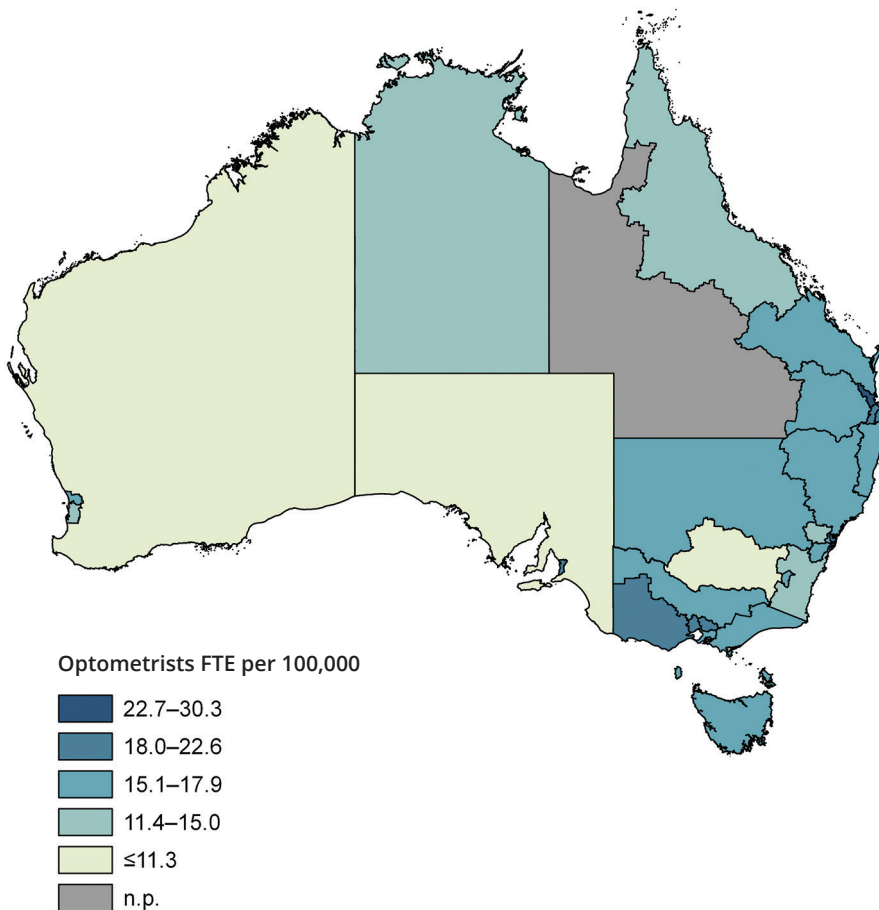 Optometrists FTE per 100,000
22.7–30.3
18.0–22.6
15.1–17.9
11.4–15.0
≤11.3
n.p.